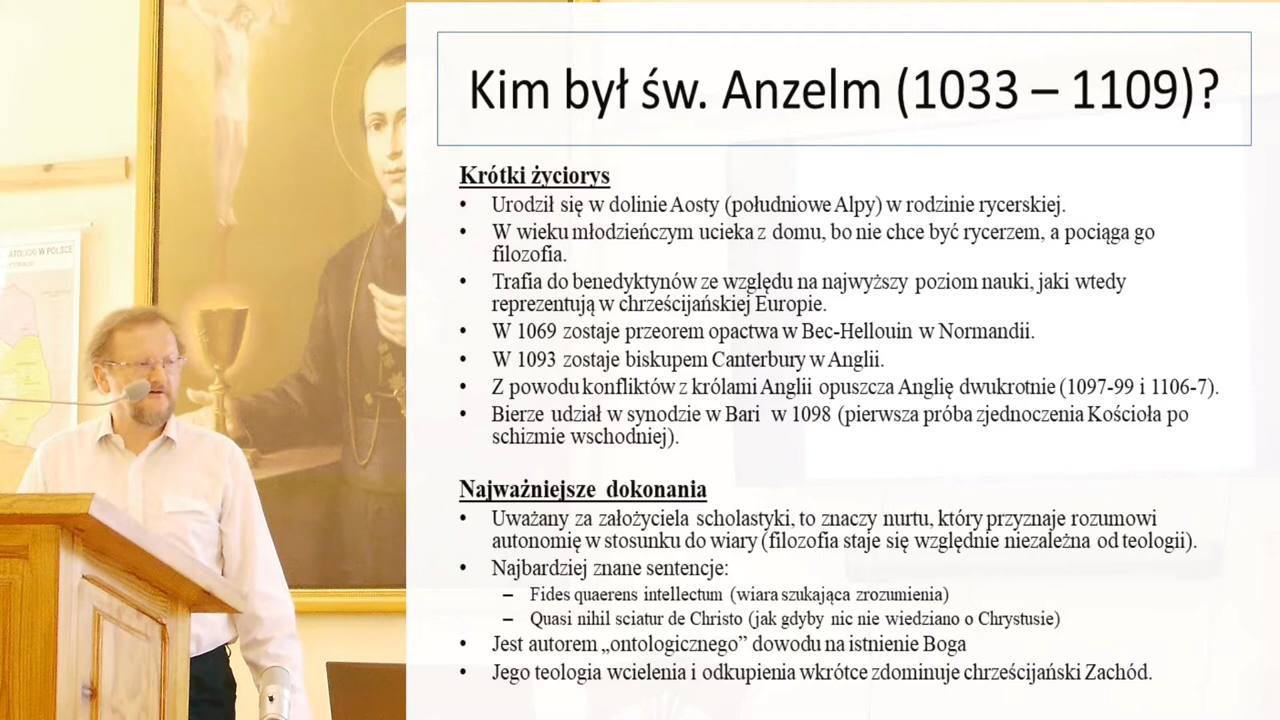 Kim był św. Anzelm (1033 – 1109)?
Krótki życiorys
• Urodził się w dolinie Aosty (południowe Alpy) w rodzinie rycerskiej.
• W wieku młodzieńczym ucieka z domu, bo nie chce być rycerzem, a pociąga go
filozofia.
• Trafia do benedyktynów ze względu na najwyższy poziom nauki, jaki wtedy
reprezentują w chrześcijańskiej Europie.
• W 1069 zostaje przeorem opactwa w Bec-Hellouin w Normandii.
• W 1093 zostaje biskupem Canterbury w Anglii.
• Z powodu konfliktów z królami Anglii opuszcza Anglię dwukrotnie (1097-99 i 1106-7).
• Bierze udział w synodzie w Bari w 1098 (pierwsza próba zjednoczenia Kościoła po
schizmie wschodniej).
Najważniejsze dokonania
• Uważany za założyciela scholastyki, to znaczy nurtu, który przyznaje rozumowi
autonomię w stosunku do wiary (filozofia staje się względnie niezależna od teologii).
• Najbardziej znane sentencje:
– Fides quaerens intellectum (wiara szukająca zrozumienia)
– Quasi nihil sciatur de Christo (jak gdyby nic nie wiedziano o Chrystusie)
• Jest autorem „ontologicznego” dowodu na istnienie Boga
• Jego teologia wcielenia i odkupienia wkrótce zdominuje chrześcijański Zachód.
W POLSCE